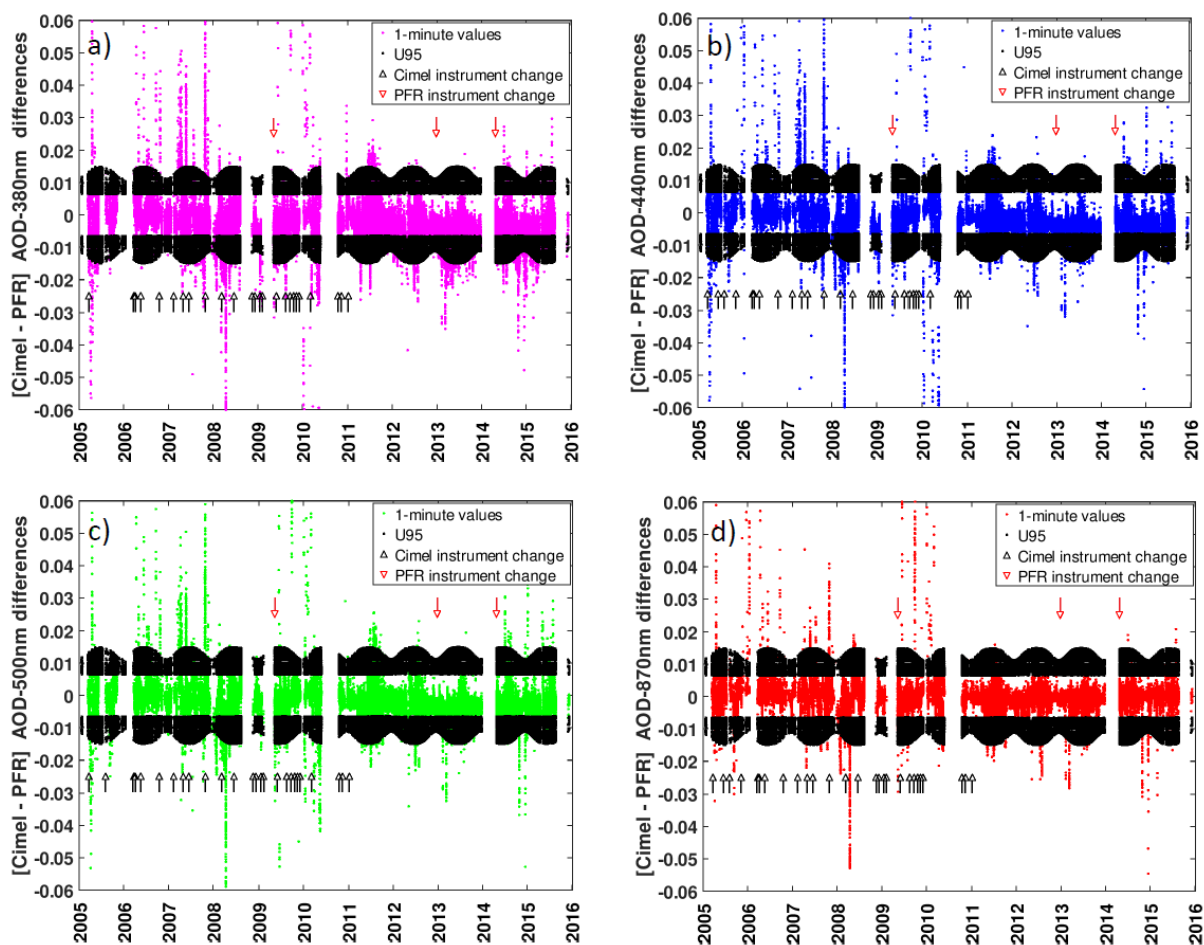 a)
[Cimel - PFR] AOD-380nm differences
0.06
0.05
0.04
0.03
0.02
0.01
0
-0.01
-0.02
-0.03
-0.04
-0.05
-0.06
1-minute values
U95
Cimel instrument change
PFR instrument change
2005 2006 2007 2008 2009 2010 2011 2012 2013 2014 2015 2016
b)
[Cimel - PFR] AOD-440nm differences
0.06
0.05
0.04
0.03
0.02
0.01
0
-0.01
-0.02
-0.03
-0.04
-0.05
-0.06
1-minute values
U95
Cimel instrument change
PFR instrument change
2005 2006 2007 2008 2009 2010 2011 2012 2013 2014 2015 2016
c)
[Cimel - PFR] AOD-500nm differences
0.06
0.05
0.04
0.03
0.02
0.01
0
-0.01
-0.02
-0.03
-0.04
-0.05
-0.06
1-minute values
U95
Cimel instrument change
PFR instrument change
2005 2006 2007 2008 2009 2010 2011 2012 2013 2014 2015 2016
d)
[Cimel - PFR] AOD-870nm differences
0.06
0.05
0.04
0.03
0.02
0.01
0
-0.01
-0.02
-0.03
-0.04
-0.05
-0.06
1-minute values
U95
Cimel instrument change
PFR instrument change
2005 2006 2007 2008 2009 2010 2011 2012 2013 2014 2015 2016